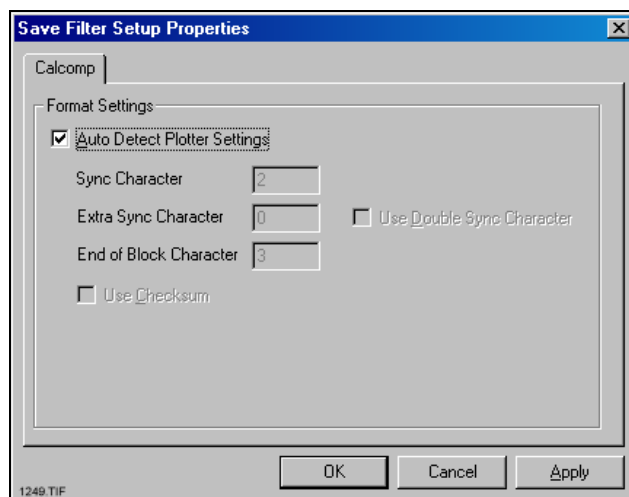 Save Filter Setup Properties
Calcomp
Format Settings
Auto Detect Plotter Settings
Sync Character 2
Extra Sync Character 0 Use Double Sync Character
End of Block Character 3
Use Checksum
OK Cancel Apply
1249.TIF